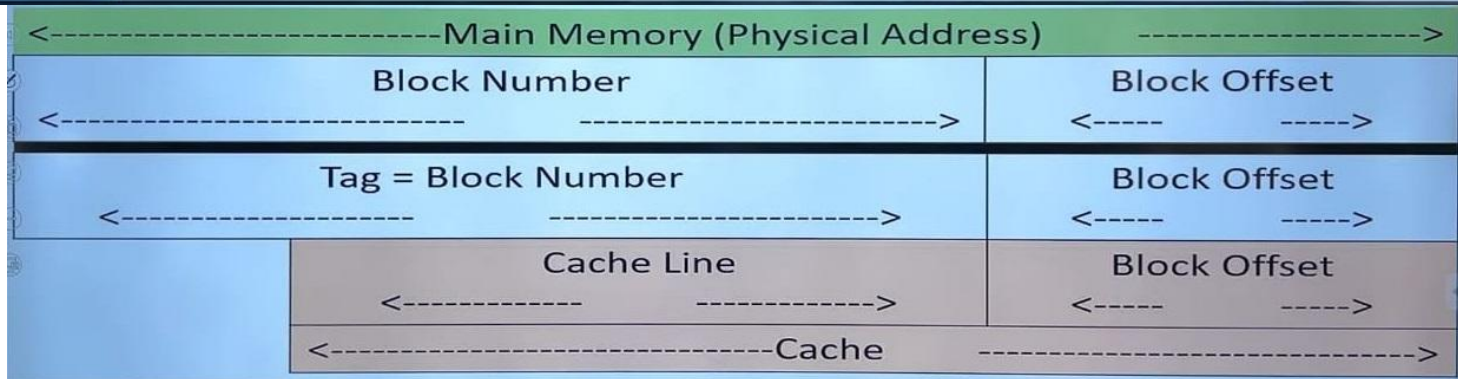 <---------------------------Main Memory (Physical Address) ------------------->
Block Number Block Offset
<---------------------------- -------------------------> <----- ----->
Tag = Block Number Block Offset
<--------------------- -----------------------> <----- ----->
Cache Line Block Offset
<------------- ------------> <----- ----->
<------------------------------Cache ------------------------------>